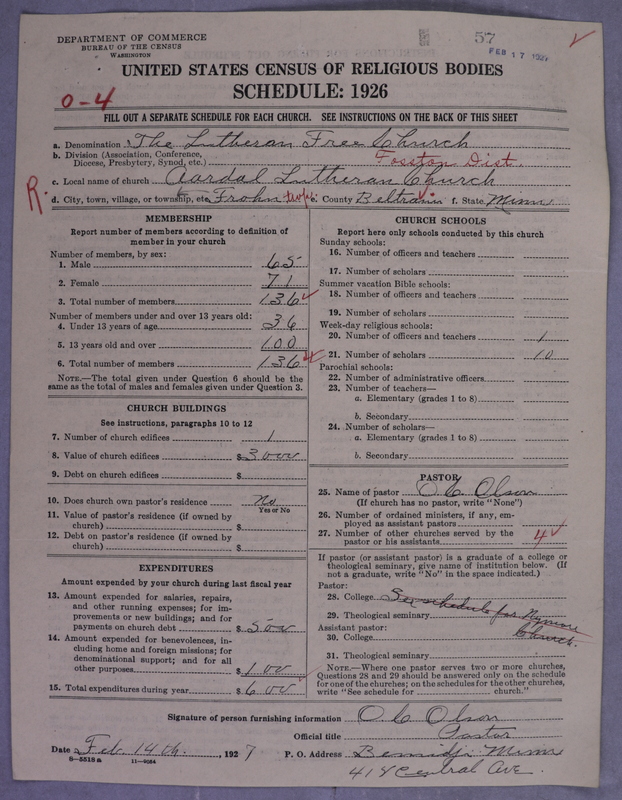 DEPARTMENT OF COMMERCE
BUREAU OF THE CENSUS
WASHINGTON
57
FEB 17 1927
UNITED STATES CENSUS OF RELIGIOUS BODIES
SCHEDULE: 1926
0-4
FILL OUT A SEPARATE SCHEDULE FOR EACH CHURCH. SEE INSTRUCTIONS ON THE BACK OF THIS SHEET
a. Denomination The Lutheran Free Church
b. Division (Association, Conference,
Diocese, Presbytery, Synod, etc.) Fosston Dist.
c. Local name of church Aardal Lutheran Church
R.
d. City, town, village, or township, etc. Frohn twp e. County Beltrami f. State Minn
MEMBERSHIP
Report number of members according to definition of
member in your church
Number of members, by sex:
1. Male 65
2. Female 71
3. Total number of members 136
Number of members under and over 13 years old:
4. Under 13 years of age 36
5. 13 years old and over 100
6. Total number of members 136
NOTE.—The total given under Question 6 should be the
same as the total of males and females given under Question 3.
CHURCH BUILDINGS
See instructions, paragraphs 10 to 12
7. Number of church edifices 1
8. Value of church edifices $ 3000
9. Debt on church edifices $
10. Does church own pastor's residence No
Yes or No
11. Value of pastor's residence (if owned by
church) $
12. Debt on pastor's residence (if owned by
church) $
EXPENDITURES
Amount expended by your church during last fiscal year
13. Amount expended for salaries, repairs,
and other running expenses; for im-
provements or new buildings; and for
payments on church debt $ 500
14. Amount expended for benevolences, in-
cluding home and foreign missions; for
denominational support; and for all
other purposes $ 100
15. Total expenditures during year $ 600
CHURCH SCHOOLS
Report here only schools conducted by this church
Sunday schools:
16. Number of officers and teachers
17. Number of scholars
Summer vacation Bible schools:
18. Number of officers and teachers
19. Number of scholars
Week-day religious schools:
20. Number of officers and teachers 1
21. Number of scholars 10
Parochial schools:
22. Number of administrative officers
23. Number of teachers—
a. Elementary (grades 1 to 8)
b. Secondary
24. Number of scholars—
a. Elementary (grades 1 to 8)
b. Secondary
PASTOR
25. Name of pastor O C Olson
(If church has no pastor, write "None")
26. Number of ordained ministers, if any, em-
ployed as assistant pastors
27. Number of other churches served by the
pastor or his assistants 4
If pastor (or assistant pastor) is a graduate of a college or
theological seminary, give name of institution below. (If
not a graduate, write "No" in the space indicated.)
Pastor:
28. College See schedule for Nymore
29. Theological seminary Church.
Assistant pastor:
30. College
31. Theological seminary
NOTE.—Where one pastor serves two or more churches,
Questions 28 and 29 should be answered only on the schedule
for one of the churches; on the schedules for the other churches,
write "See schedule for church."
Signature of person furnishing information O C Olson
Official title Pastor
Date Feb. 14th, 1927 P. O. Address Bemidji Minn
8—5518 a 11—9084
418 Central Ave.